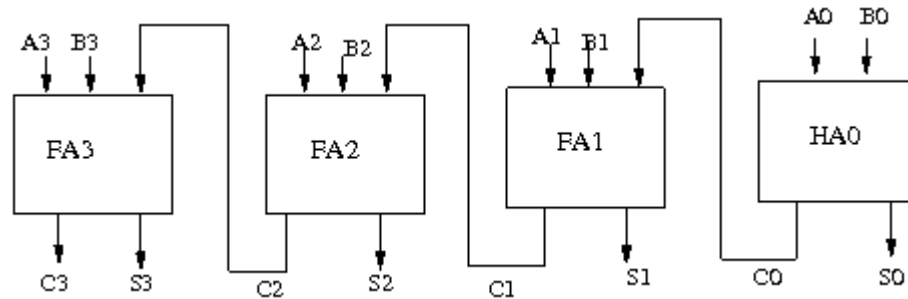 A3 B3 A2 B2 A1 B1 A0 B0
FA3 FA2 FA1 HA0
C3 S3 C2 S2 C1 S1 C0 S0